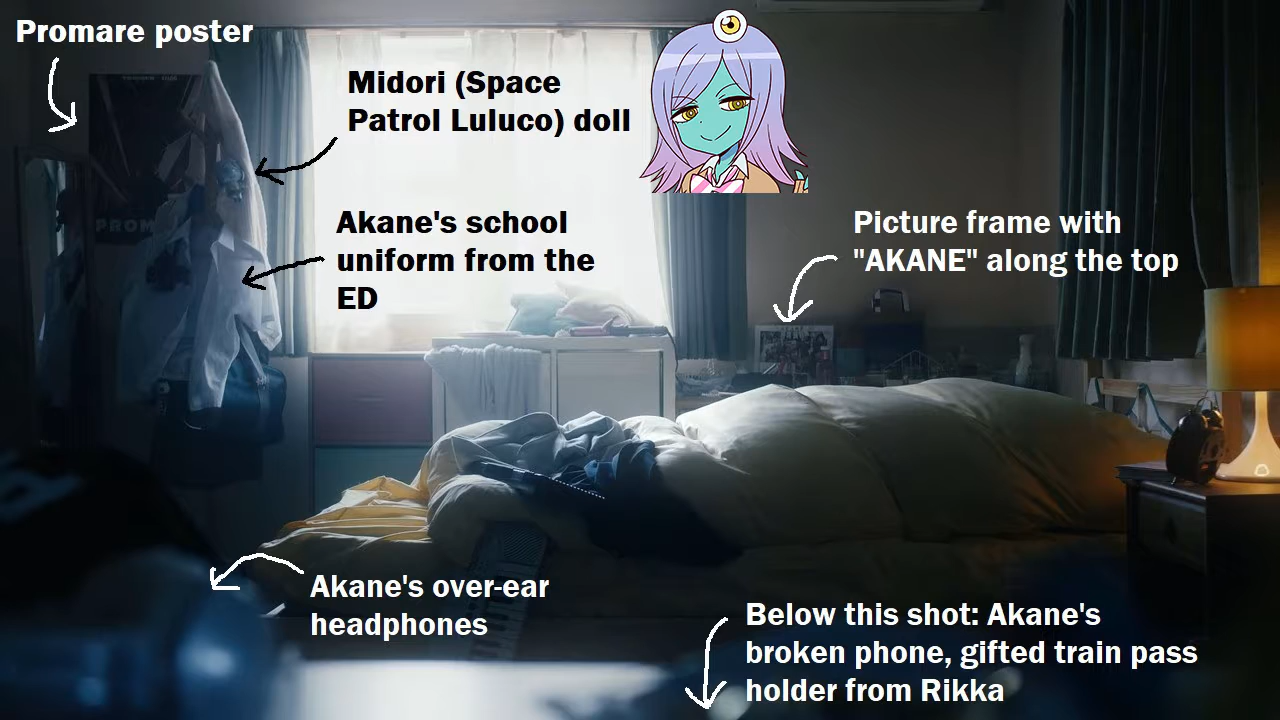 Promare poster
Midori (Space
Patrol Luluco) doll
Akane's school
uniform from the
ED
Picture frame with
"AKANE" along the top
PROM
Akane's over-ear
headphones
Below this shot: Akane's
broken phone, gifted train pass
holder from Rikka